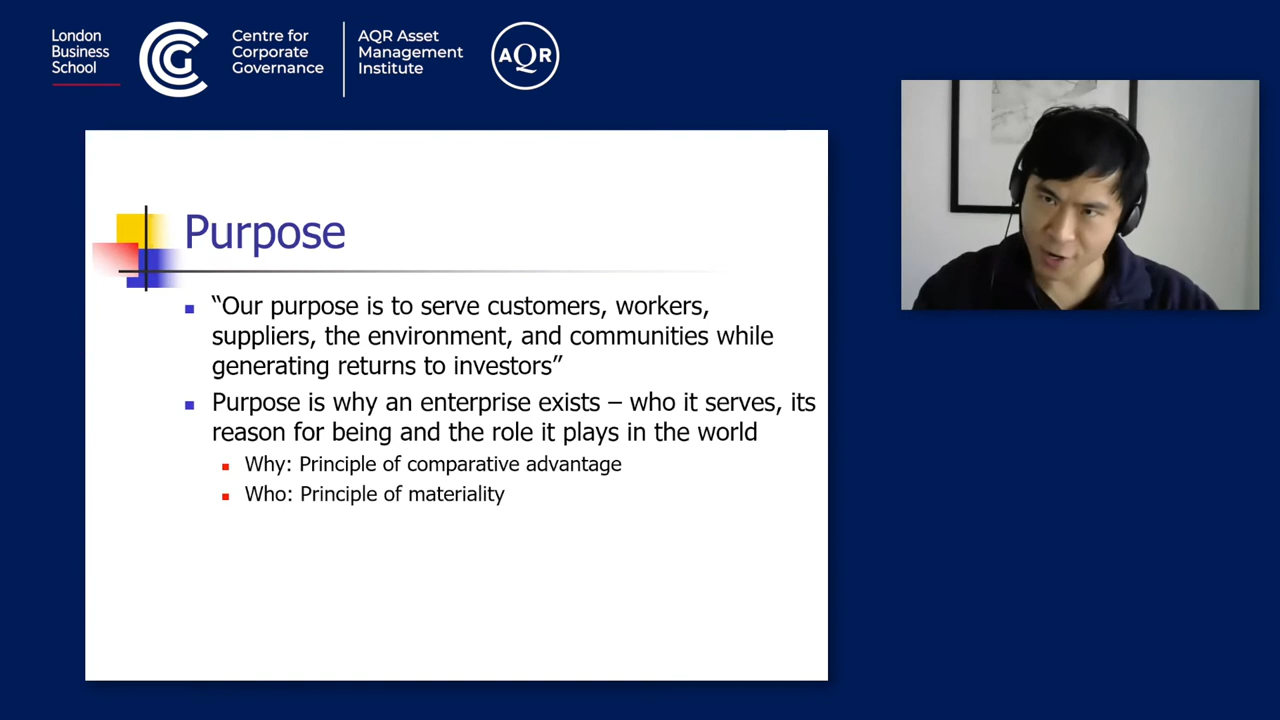 London
Business
School
Centre for
Corporate
Governance
AQR Asset
Management
Institute
AQR
Purpose
“Our purpose is to serve customers, workers,
suppliers, the environment, and communities while
generating returns to investors”
Purpose is why an enterprise exists – who it serves, its
reason for being and the role it plays in the world
Why: Principle of comparative advantage
Who: Principle of materiality